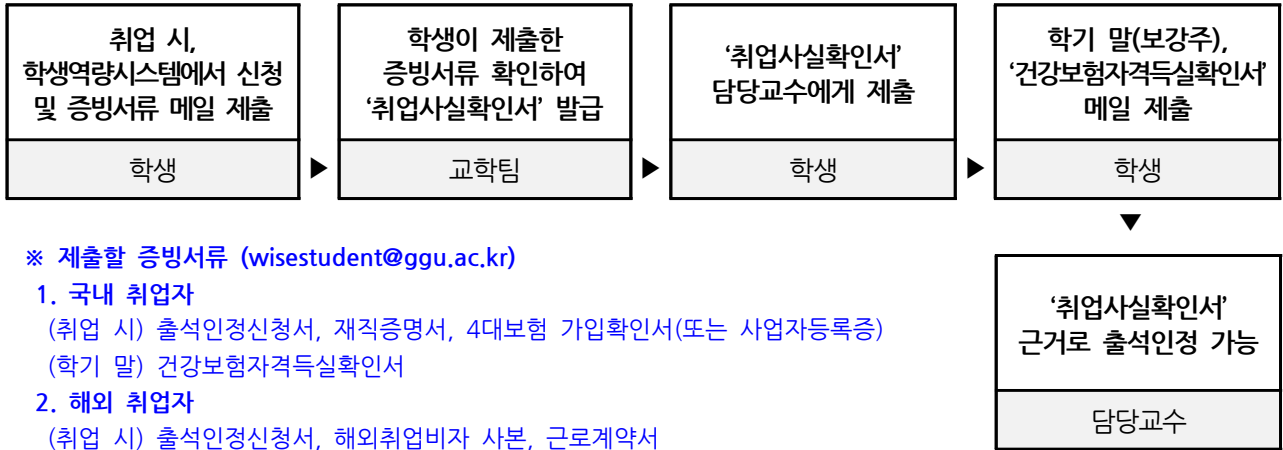 취업 시,
학생역량시스템에서 신청
및 증빙서류 메일 제출
학생
▶
학생이 제출한
증빙서류 확인하여
‘취업사실확인서’ 발급
교학팀
▶
‘취업사실확인서’
담당교수에게 제출
학생
▶
학기 말(보강주),
‘건강보험자격득실확인서’
메일 제출
학생
▼
‘취업사실확인서’
근거로 출석인정 가능
담당교수
※ 제출할 증빙서류 (wisestudent@ggu.ac.kr)
1. 국내 취업자
(취업 시) 출석인정신청서, 재직증명서, 4대보험 가입확인서(또는 사업자등록증)
(학기 말) 건강보험자격득실확인서
2. 해외 취업자
(취업 시) 출석인정신청서, 해외취업비자 사본, 근로계약서